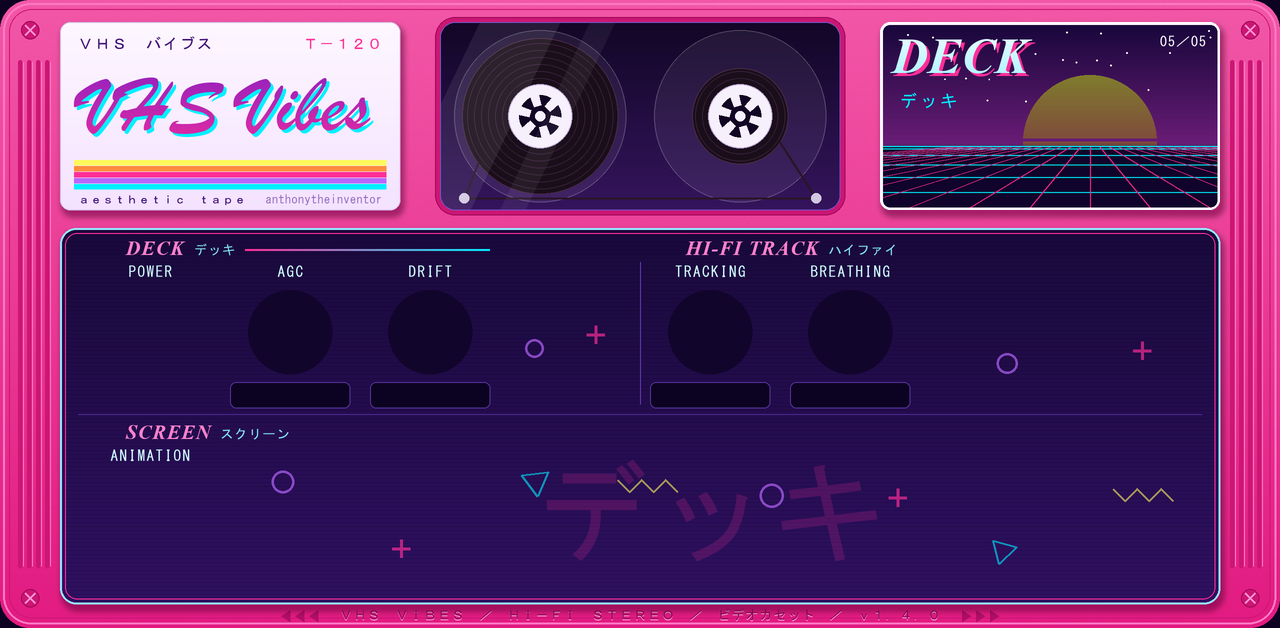 VHS バイブス
T-120
VHS Vibes
aesthetic tape
anthonytheinventor
DECK
05/05
デッキ
DECK デッキ
HI-FI TRACK ハイファイ
POWER
AGC
DRIFT
TRACKING
BREATHING
SCREEN スクリーン
ANIMATION
デッキ
VHS VIBES / HI-FI STEREO / ビデオカセット / v1.4.0